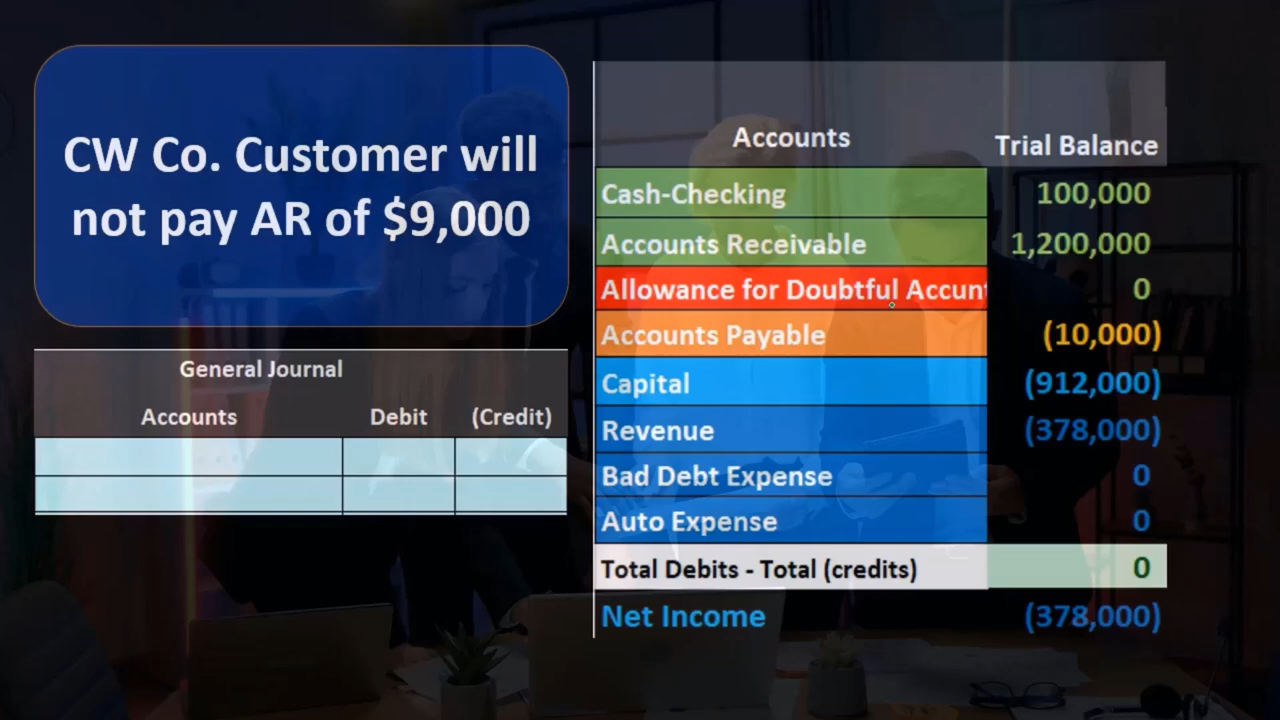 CW Co. Customer will
not pay AR of $9,000
General Journal
Accounts Debit (Credit)
Accounts Trial Balance
Cash-Checking 100,000
Accounts Receivable 1,200,000
Allowance for Doubtful Accun
Accounts Payable (10,000)
Capital (912,000)
Revenue (378,000)
Bad Debt Expense 0
Auto Expense 0
Total Debits - Total (credits) 0
Net Income (378,000)